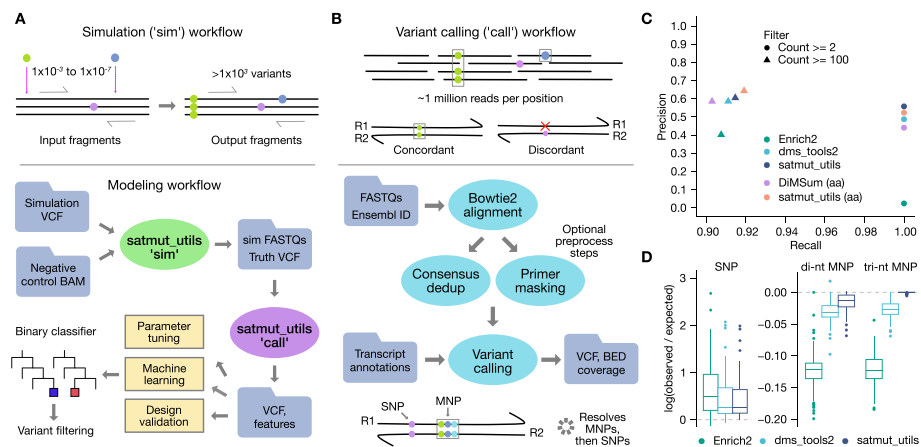 A
Simulation ('sim') workflow
1x10⁻³ to 1x10⁻⁷
>1x10³ variants
Input fragments
Output fragments
Modeling workflow
Simulation
VCF
Negative
control BAM
satmut_utils
'sim'
sim FASTQs
Truth VCF
satmut_utils
'call'
VCF,
features
Parameter
tuning
Machine
learning
Design
validation
Binary classifier
Variant filtering
B
Variant calling ('call') workflow
~1 million reads per position
R1
R2
Concordant
R1
R2
Discordant
FASTQs
Ensembl ID
Bowtie2
alignment
Optional
preprocess
steps
Consensus
dedup
Primer
masking
Transcript
annotations
Variant
calling
VCF, BED
coverage
SNP
MNP
R1
R2
Resolves
MNPs,
then SNPs
C
Precision
1.0
0.9
0.8
0.7
0.6
0.5
0.4
0.3
0.2
0.1
0.0
Filter
Count >= 2
Count >= 100
Enrich2
dms_tools2
satmut_utils
DiMSum (aa)
satmut_utils (aa)
0.90 0.92 0.94 0.96 0.98 1.00
Recall
D
SNP
di-nt MNP
tri-nt MNP
log(observed / expected)
3
2
1
0
0.00
−0.05
−0.10
−0.15
−0.20
Enrich2
dms_tools2
satmut_utils